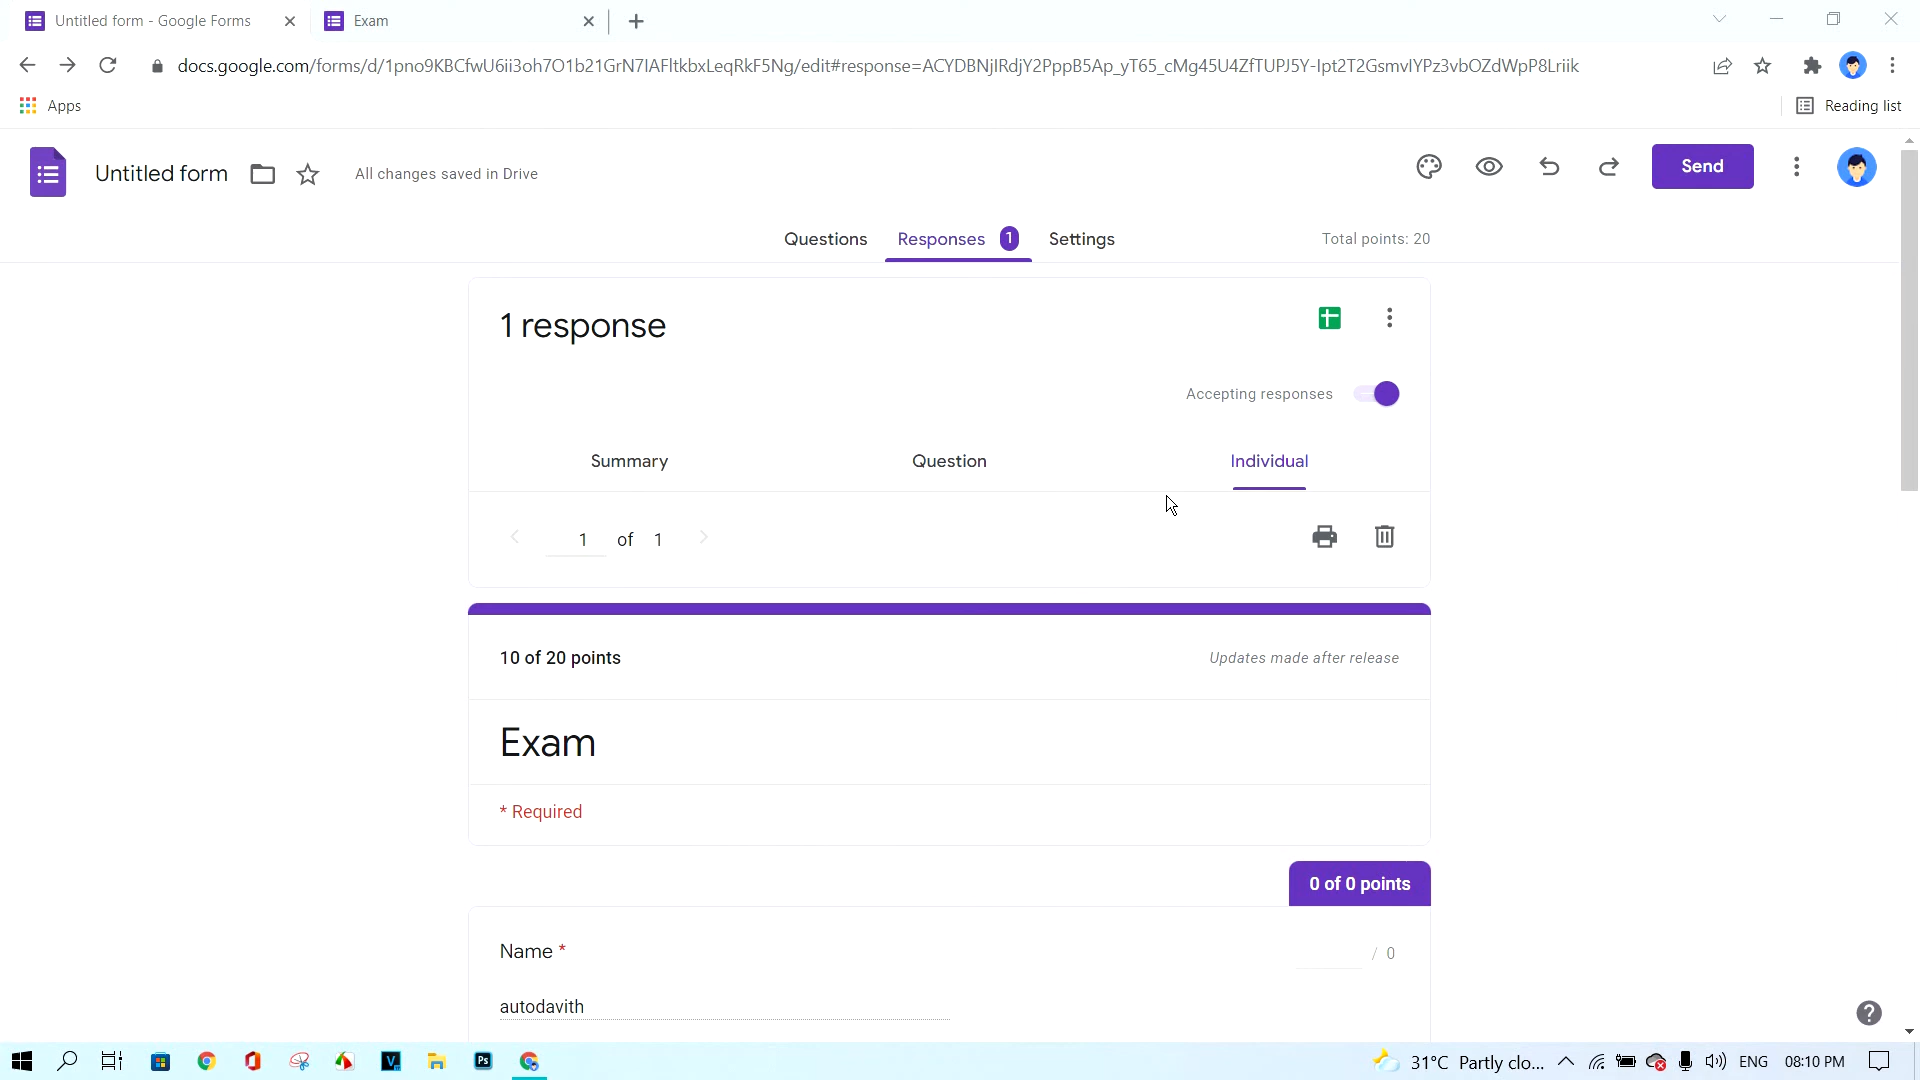 Untitled form - Google Forms
Exam
docs.google.com/forms/d/1pno9KBCfwU6ii3oh7O1b21GrN7IAFltkbxLeqRkF5Ng/edit#response=ACYDBNjIRdjY2PppB5Ap_yT65_cMg45U4ZfTUPJ5Y-Ipt2T2GsmvIYPz3vbOZdWpP8Lriik
Apps
Reading list
Untitled form
All changes saved in Drive
Send
Questions
Responses 1
Settings
Total points: 20
1 response
Accepting responses
Summary
Question
Individual
1 of 1
10 of 20 points
Updates made after release
Exam
* Required
0 of 0 points
Name *
/ 0
autodavith
31°C Partly clo...
ENG
08:10 PM